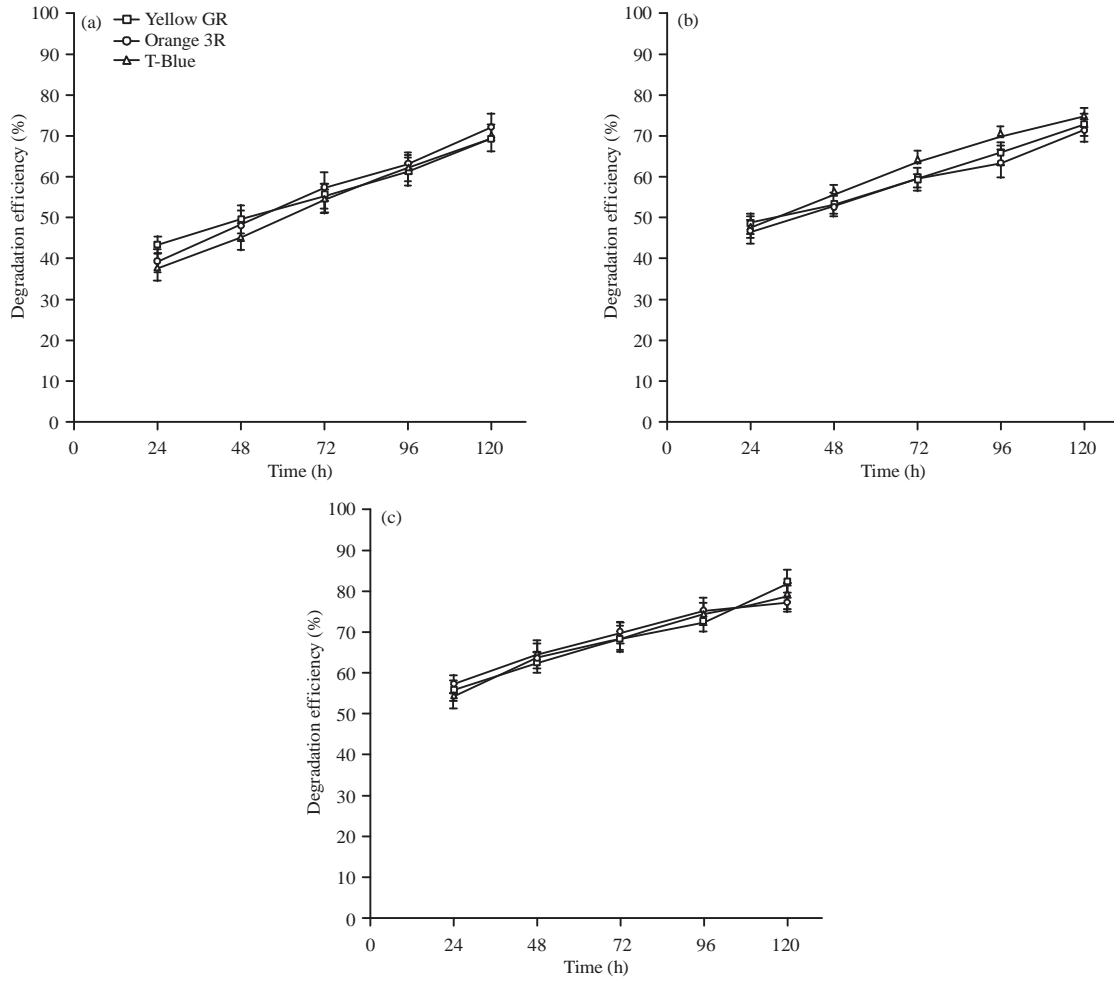 (a)
Yellow GR
Orange 3R
T-Blue
100
90
80
70
60
50
40
30
20
10
0
Degradation efficiency (%)
0 24 48 72 96 120
Time (h)
(b)
100
90
80
70
60
50
40
30
20
10
0
Degradation efficiency (%)
0 24 48 72 96 120
Time (h)
(c)
100
90
80
70
60
50
40
30
20
10
0
Degradation efficiency (%)
0 24 48 72 96 120
Time (h)